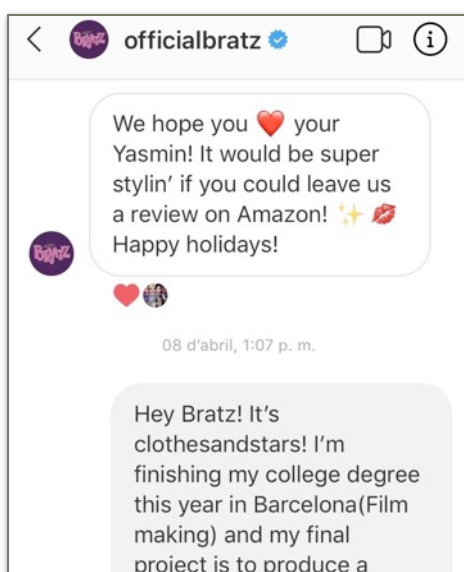 officialbratz
We hope you ❤️ your
Yasmin! It would be super
stylin’ if you could leave us
a review on Amazon! ✨ 💋
Happy holidays!
BRATZ
08 d’abril, 1:07 p. m.
Hey Bratz! It’s
clothesandstars! I’m
finishing my college degree
this year in Barcelona(Film
making) and my final
project is to produce a